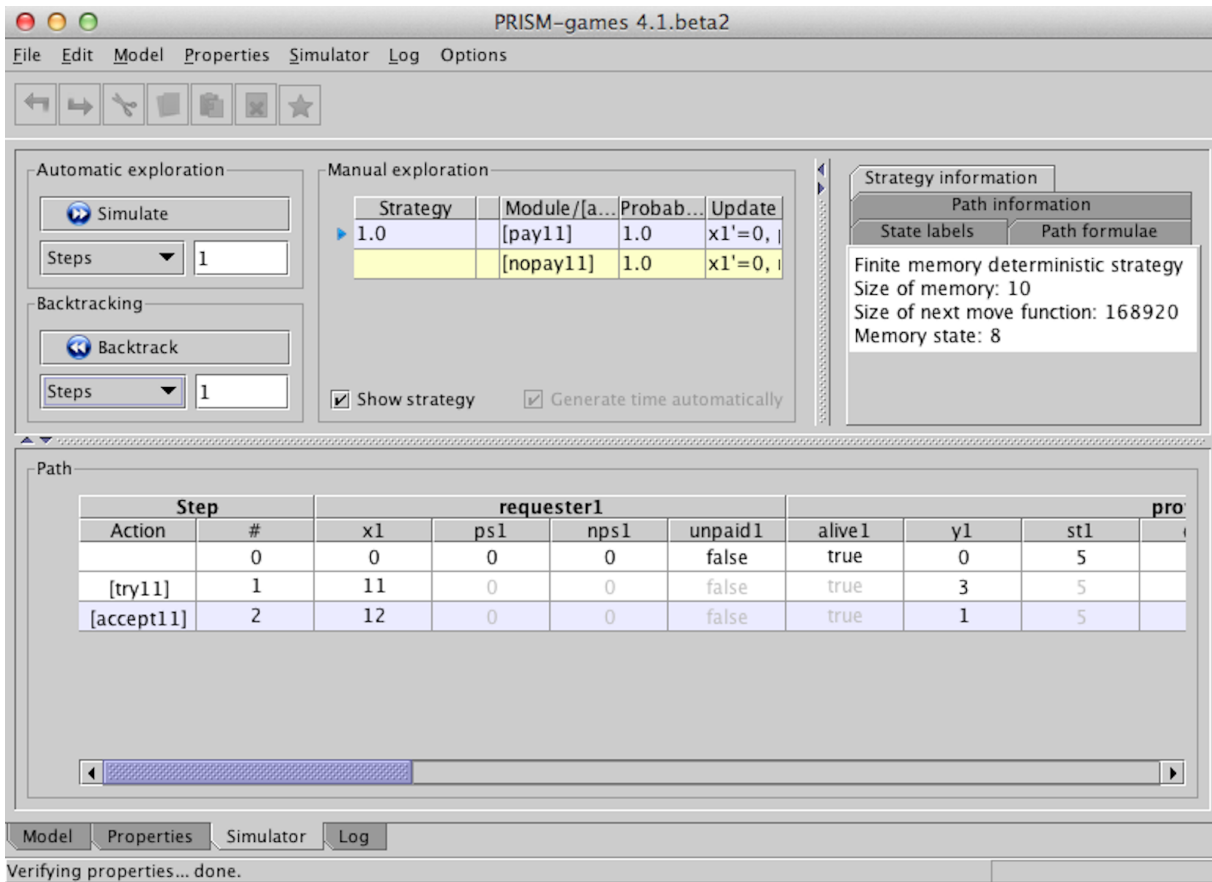 PRISM-games 4.1.beta2
File Edit Model Properties Simulator Log Options
Automatic exploration
Simulate
Steps 1
Backtracking
Backtrack
Steps 1
Manual exploration
Strategy Module/[a... Probab... Update
1.0 [pay11] 1.0 x1'=0,
[nopay11] 1.0 x1'=0,
Show strategy Generate time automatically
Strategy information
Path information
State labels Path formulae
Finite memory deterministic strategy
Size of memory: 10
Size of next move function: 168920
Memory state: 8
Path
Step requester1 pro
Action # x1 ps1 nps1 unpaid1 alive1 y1 st1
0 0 0 0 false true 0 5
[try11] 1 11 0 0 false true 3 5
[accept11] 2 12 0 0 false true 1 5
Model Properties Simulator Log
Verifying properties... done.